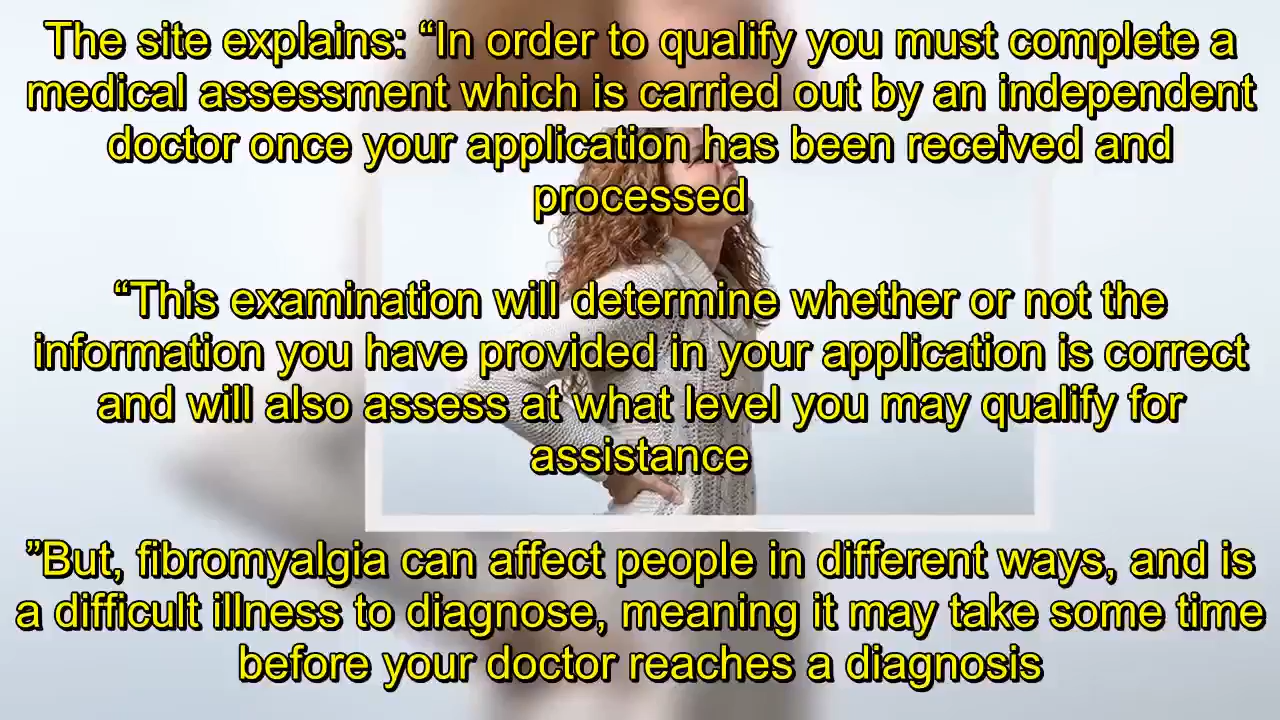 The site explains: “In order to qualify you must complete a
medical assessment which is carried out by an independent
doctor once your application has been received and
processed
“This examination will determine whether or not the
information you have provided in your application is correct
and will also assess at what level you may qualify for
assistance
”But, fibromyalgia can affect people in different ways, and is
a difficult illness to diagnose, meaning it may take some time
before your doctor reaches a diagnosis